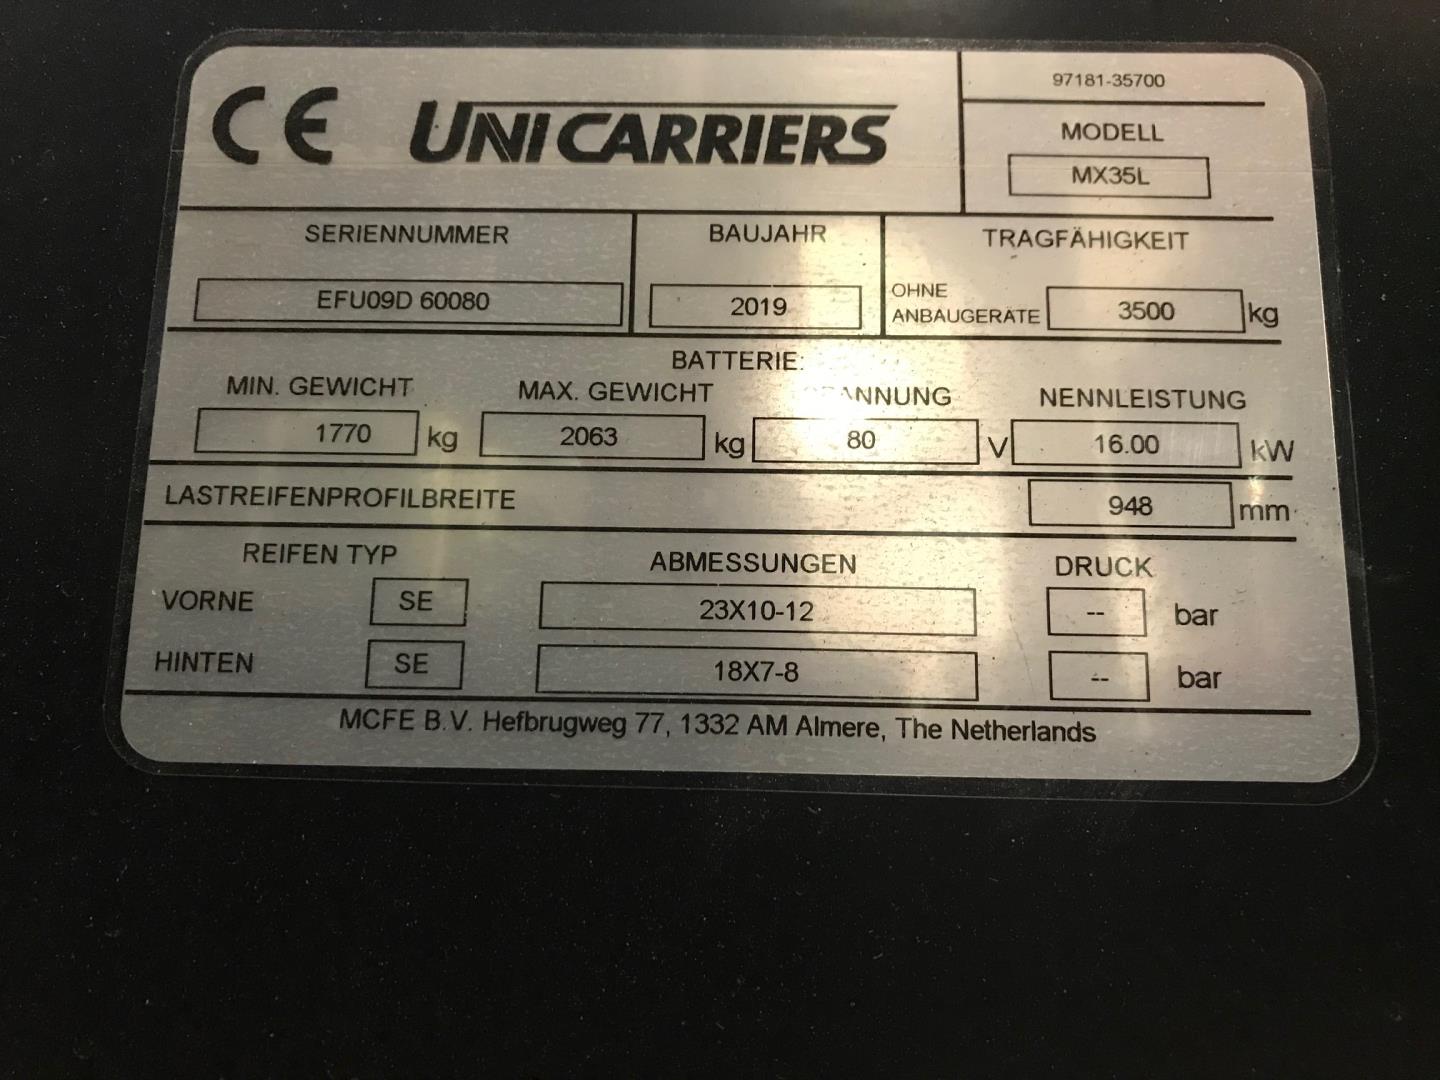 CE UNICARRIERS
97181-35700
MODELL
MX35L
SERIENNUMMER
EFU09D 60080
BAUJAHR
2019
TRAGFÄHIGKEIT
OHNE
ANBAUGERÄTE 3500 kg
BATTERIE:
MIN. GEWICHT MAX. GEWICHT SPANNUNG NENNLEISTUNG
1770 kg 2063 kg 80 V 16.00 kW
LASTREIFENPROFILBREITE 948 mm
REIFEN TYP ABMESSUNGEN DRUCK
VORNE SE 23X10-12 -- bar
HINTEN SE 18X7-8 -- bar
MCFE B.V. Hefbrugweg 77, 1332 AM Almere, The Netherlands